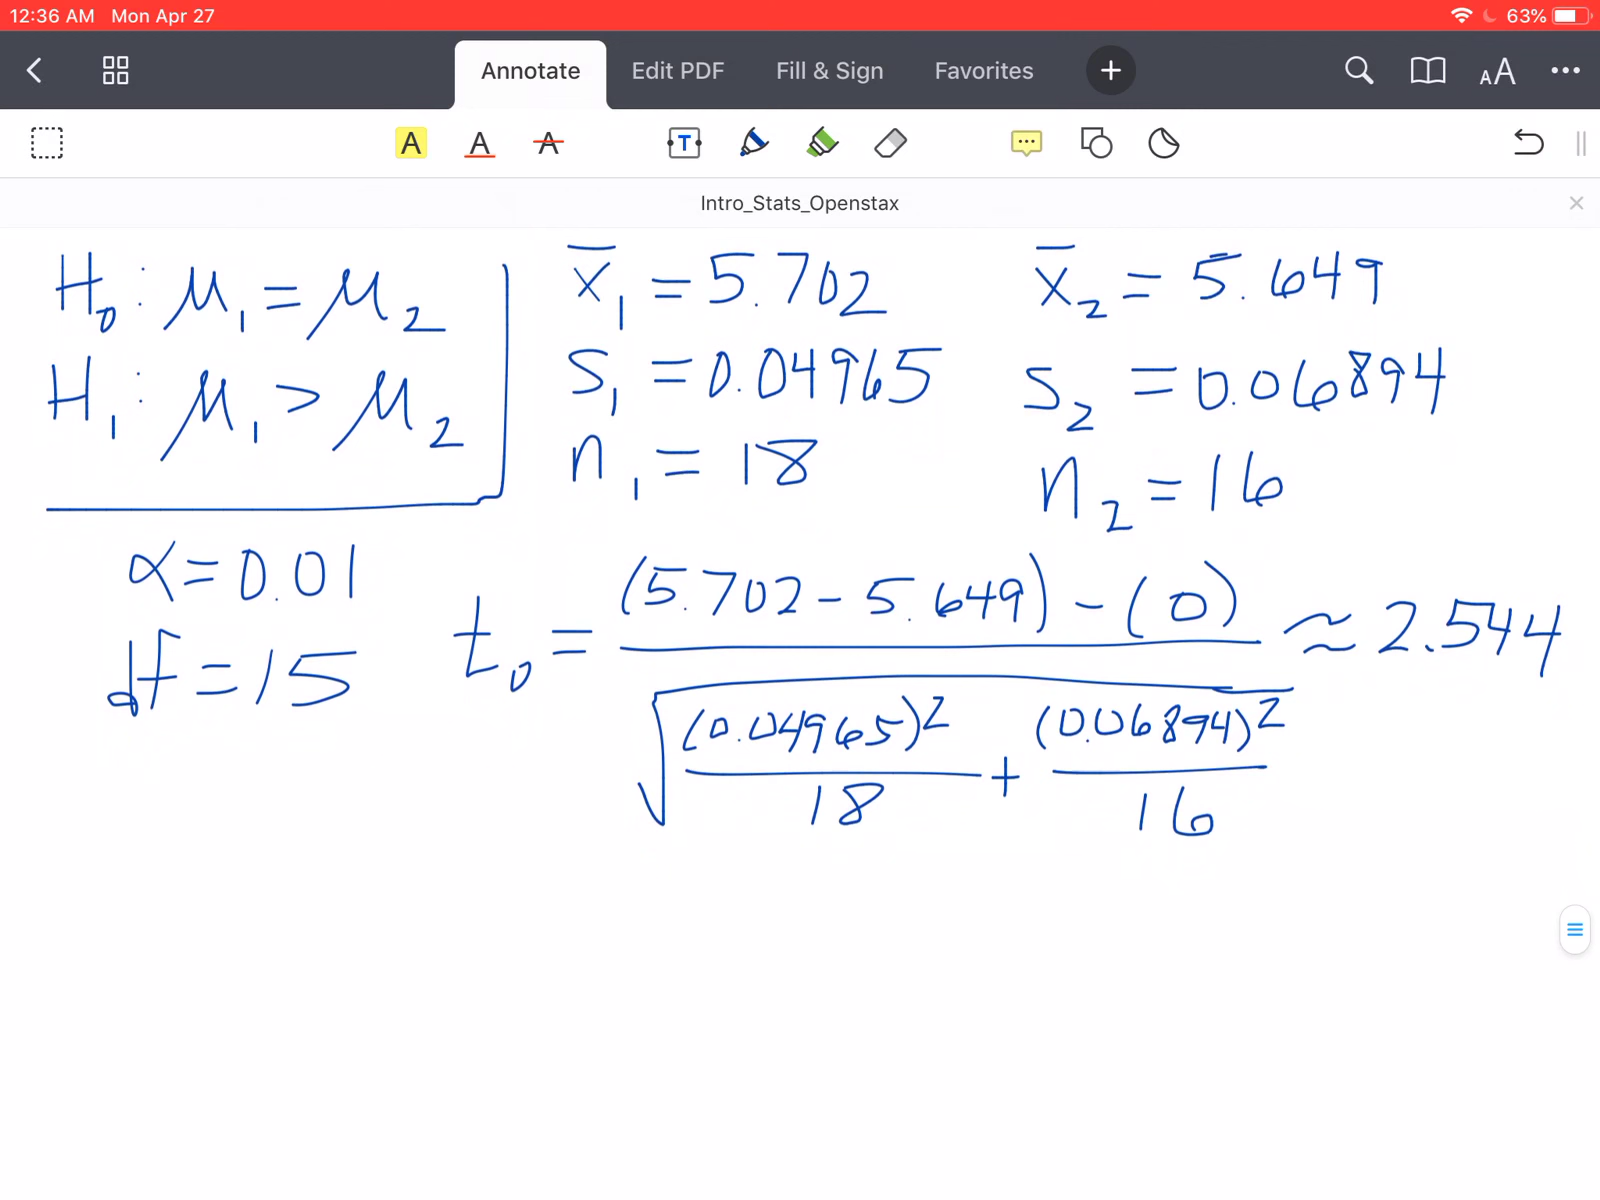 12:36 AM Mon Apr 27 63%
Annotate Edit PDF Fill & Sign Favorites + AA
A A A T
Intro_Stats_Openstax
H₀: μ₁ = μ₂
H₁: μ₁ > μ₂
x̄₁ = 5.702
s₁ = 0.04965
n₁ = 18
x̄₂ = 5.649
s₂ = 0.06894
n₂ = 16
α = 0.01
df = 15
t₀ = ((5.702 - 5.649) - (0)) / √((0.04965)²/18 + (0.06894)²/16) ≈ 2.544